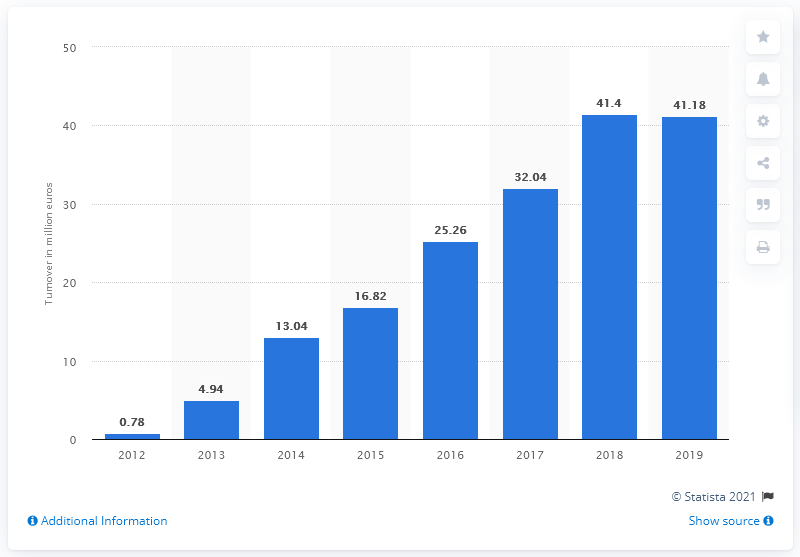 Turnover in million euros
50
40
30
20
10
0
0.78
4.94
13.04
16.82
25.26
32.04
41.4
41.18
2012 2013 2014 2015 2016 2017 2018 2019
© Statista 2021
Additional Information
Show source